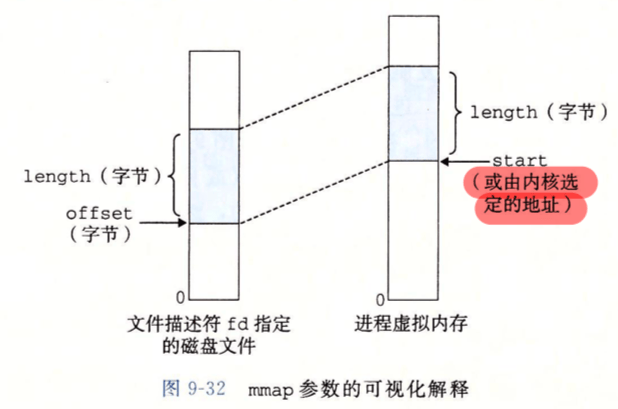 length（字节）
length（字节）
start
（或由内核选
定的地址）
offset
（字节）
0
0
文件描述符 fd 指定
的磁盘文件
进程虚拟内存
图 9-32 mmap 参数的可视化解释